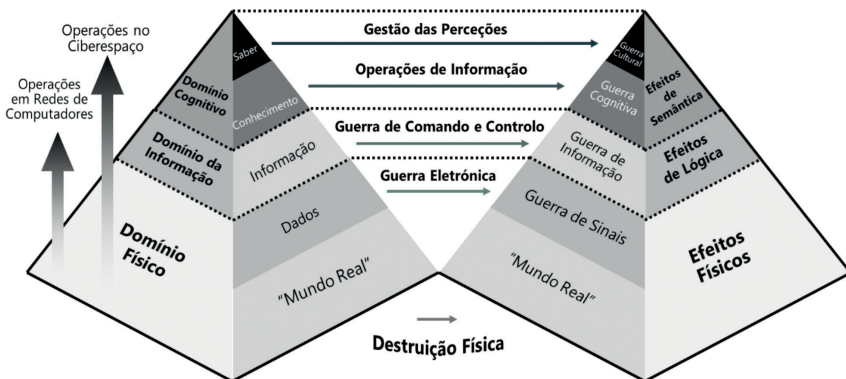 Operações no
Ciberespaço
Operações
em Redes de
Computadores
Domínio
Cognitivo
Domínio da
Informação
Domínio
Físico
Saber
Conhecimento
Informação
Dados
"Mundo Real"
Gestão das Perceções
Operações de Informação
Guerra de Comando e Controlo
Guerra Eletrónica
Destruição Física
Guerra
Cultural
Guerra
Cognitiva
Guerra de
Informação
Guerra de Sinais
"Mundo Real"
Efeitos
de
Semântica
Efeitos
de Lógica
Efeitos
Físicos